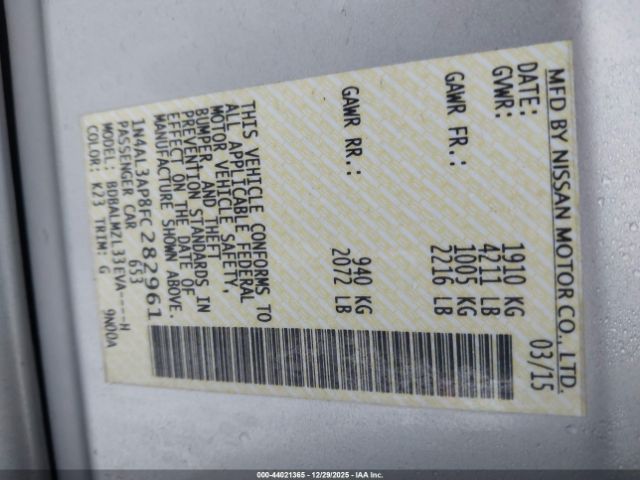 MFD BY NISSAN MOTOR CO., LTD.
DATE: 03/15
GVWR: 1910 KG
4211 LB
GAWR FR.: 1005 KG
2216 LB
GAWR RR.: 940 KG
2072 LB
THIS VEHICLE CONFORMS TO
ALL APPLICABLE FEDERAL
MOTOR VEHICLE SAFETY,
BUMPER, AND THEFT
PREVENTION STANDARDS IN
EFFECT ON THE DATE OF
MANUFACTURE SHOWN ABOVE.
1N4AL3AP8FC282961
PASSENGER CAR 653
MODEL: BDBALMZL33EVA----H
COLOR: K23 TRIM: G 9N00A
000-44021365 • 12/29/2025 • IAA Inc.